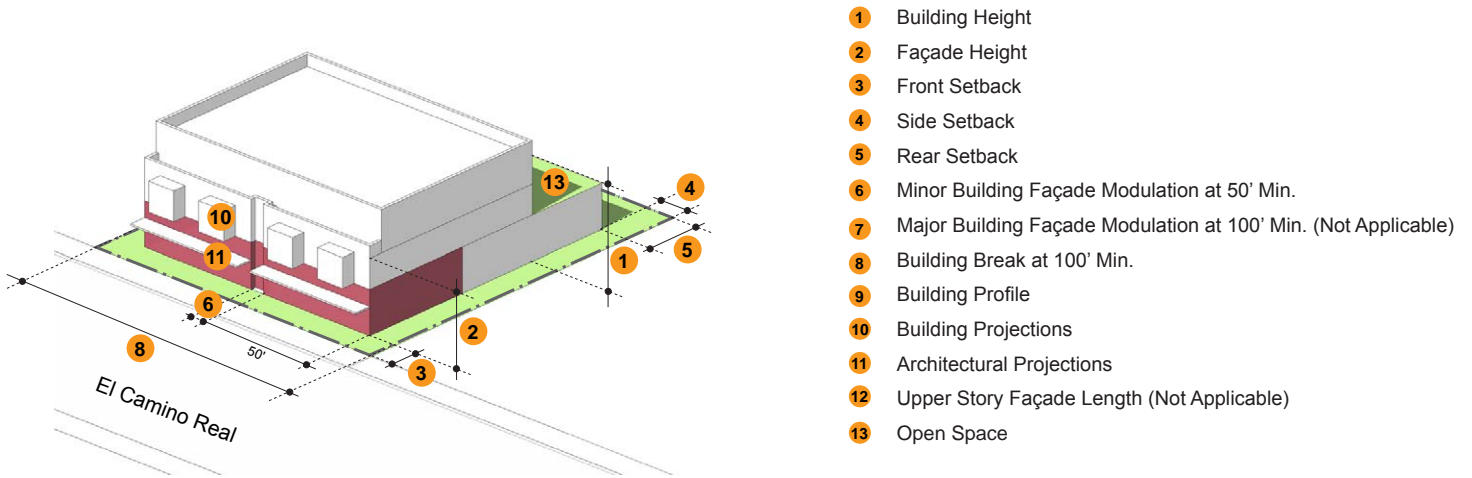 1 Building Height
2 Façade Height
3 Front Setback
4 Side Setback
5 Rear Setback
6 Minor Building Façade Modulation at 50’ Min.
7 Major Building Façade Modulation at 100’ Min. (Not Applicable)
8 Building Break at 100’ Min.
9 Building Profile
10 Building Projections
11 Architectural Projections
12 Upper Story Façade Length (Not Applicable)
13 Open Space
13
4
10
5
11
1
6
2
50’
8
3
El Camino Real